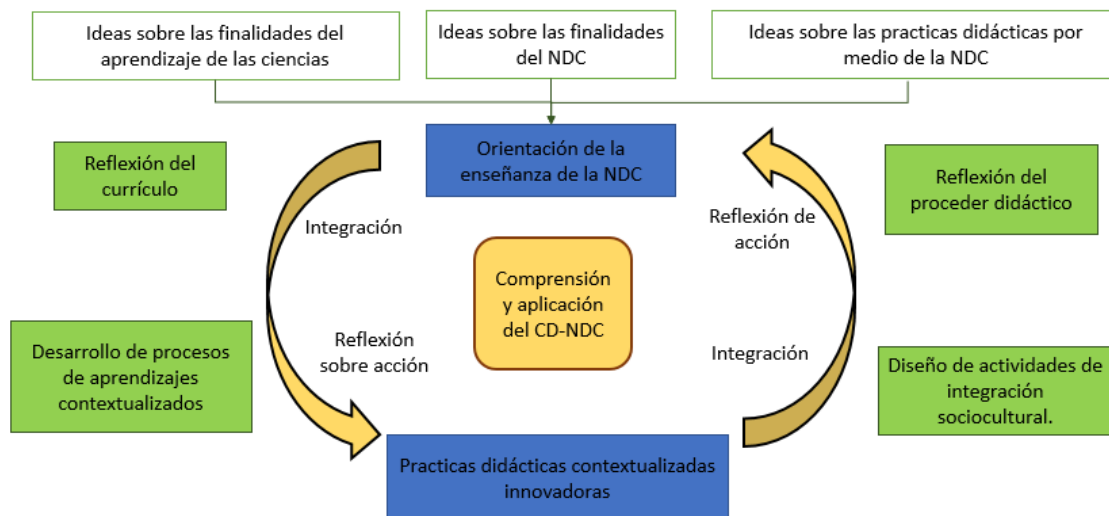 Ideas sobre las finalidades del
aprendizaje de las ciencias
Ideas sobre las finalidades
del NDC
Ideas sobre las practicas didácticas por
medio de la NDC
Orientación de la
enseñanza de la NDC
Reflexión del
currículo
Reflexión del
proceder didáctico
Integración
Reflexión de
acción
Comprensión
y aplicación
del CD-NDC
Desarrollo de procesos
de aprendizajes
contextualizados
Reflexión
sobre acción
Integración
Diseño de actividades de
integración
sociocultural.
Practicas didácticas contextualizadas
innovadoras